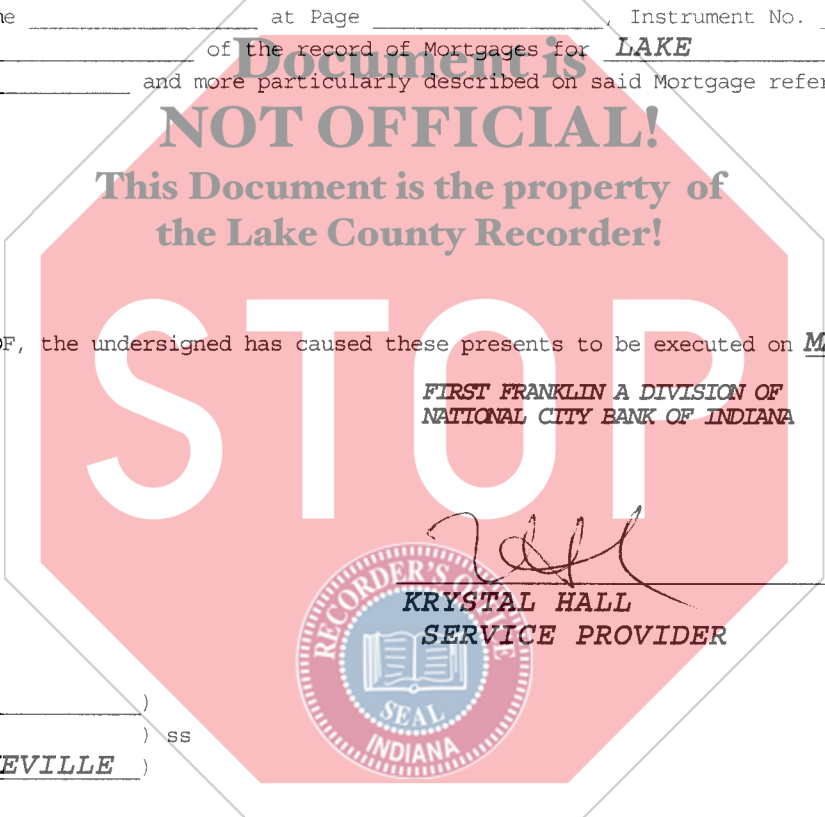 at Page , Instrument No.
of the record of Mortgages for LAKE
Document is
and more particularly described on said Mortgage refer
NOT OFFICIAL!
This Document is the property of
the Lake County Recorder!
STOP
OF, the undersigned has caused these presents to be executed on
FIRST FRANKLIN A DIVISION OF
NATIONAL CITY BANK OF INDIANA
KRYSTAL HALL
SERVICE PROVIDER
RECORDER'S OFFICE
SEAL
INDIANA
)
) ss
EVILLE )